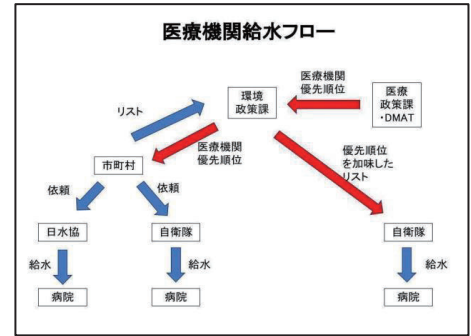 医療機関給水フロー
医療機関
優先順位
環境
政策課
医療
政策課
・DMAT
リスト
医療機関
優先順位
優先順位
を加味した
リスト
市町村
依頼
依頼
日水協
自衛隊
自衛隊
給水
給水
給水
病院
病院
病院